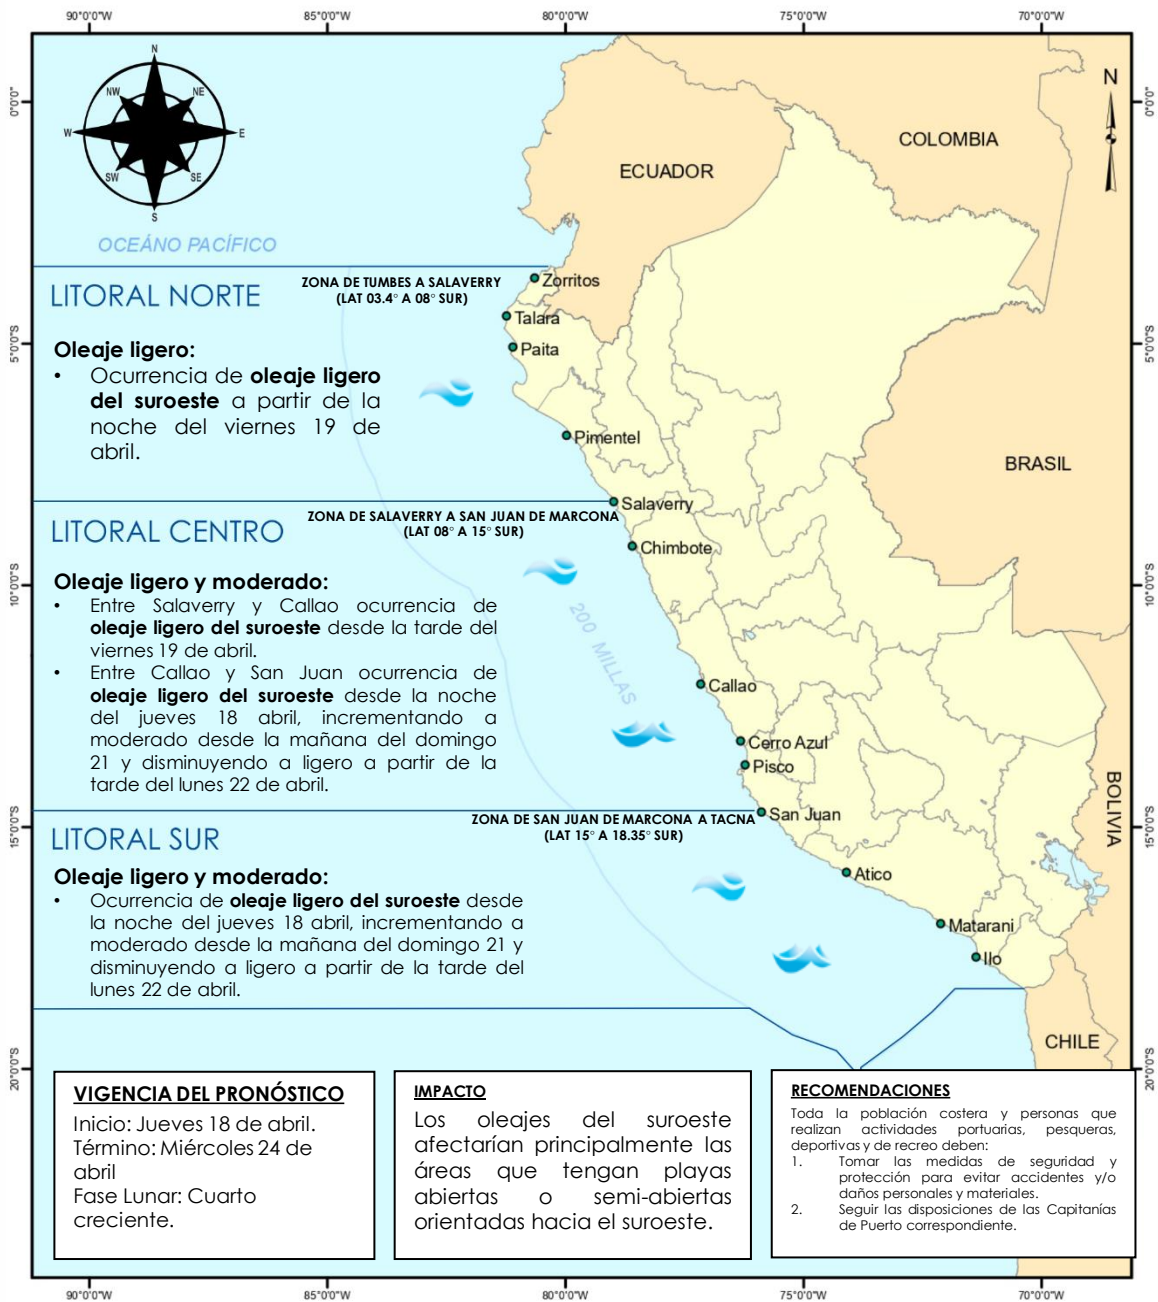 90°0'0"W 85°0'0"W 80°0'0"W 75°0'0"W 70°0'0"W
N
NW NE
W E
SW SE
S
N
0°0'0"
0°0'0"
COLOMBIA
ECUADOR
OCEÁNO PACÍFICO
LITORAL NORTE
ZONA DE TUMBES A SALAVERRY
(LAT 03.4° A 08° SUR)
Zorritos
Talara
Paita
5°0'0"S
5°0'0"S
Oleaje ligero:
• Ocurrencia de oleaje ligero
del suroeste a partir de la
noche del viernes 19 de
abril.
Pimentel
BRASIL
Salaverry
LITORAL CENTRO
ZONA DE SALAVERRY A SAN JUAN DE MARCONA
(LAT 08° A 15° SUR)
Chimbote
10°0'0"S
10°0'0"S
Oleaje ligero y moderado:
• Entre Salaverry y Callao ocurrencia de
oleaje ligero del suroeste desde la tarde del
viernes 19 de abril.
• Entre Callao y San Juan ocurrencia de
oleaje ligero del suroeste desde la noche
del jueves 18 abril, incrementando a
moderado desde la mañana del domingo
21 y disminuyendo a ligero a partir de la
tarde del lunes 22 de abril.
200 MILLAS
Callao
Cerro Azul
Pisco
San Juan
BOLIVIA
15°0'0"S
15°0'0"S
LITORAL SUR
ZONA DE SAN JUAN DE MARCONA A TACNA
(LAT 15° A 18.35° SUR)
Oleaje ligero y moderado:
• Ocurrencia de oleaje ligero del suroeste desde
la noche del jueves 18 abril, incrementando a
moderado desde la mañana del domingo 21 y
disminuyendo a ligero a partir de la tarde del
lunes 22 de abril.
Atico
Matarani
Ilo
CHILE
20°0'0"S
20°0'0"S
VIGENCIA DEL PRONÓSTICO
Inicio: Jueves 18 de abril.
Término: Miércoles 24 de
abril
Fase Lunar: Cuarto
creciente.
IMPACTO
Los oleajes del suroeste
afectarían principalmente las
áreas que tengan playas
abiertas o semi-abiertas
orientadas hacia el suroeste.
RECOMENDACIONES
Toda la población costera y personas que
realizan actividades portuarias, pesqueras,
deportivas y de recreo deben:
1. Tomar las medidas de seguridad y
protección para evitar accidentes y/o
daños personales y materiales.
2. Seguir las disposiciones de las Capitanías
de Puerto correspondiente.
90°0'0"W 85°0'0"W 80°0'0"W 75°0'0"W 70°0'0"W